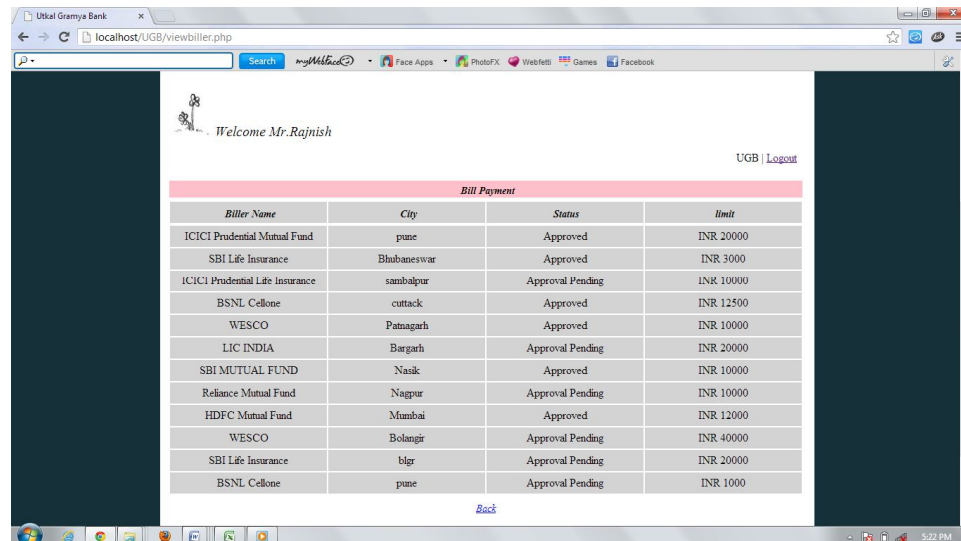 Utkal Gramya Bank
localhost/UGB/viewbiller.php
Search myWebface Face Apps PhotoFX Webfetti Games Facebook
Welcome Mr.Rajnish
UGB | Logout
Bill Payment
Biller Name City Status limit
ICICI Prudential Mutual Fund pune Approved INR 20000
SBI Life Insurance Bhubaneswar Approved INR 3000
ICICI Prudential Life Insurance sambalpur Approval Pending INR 10000
BSNL Cellone cuttack Approved INR 12500
WESCO Patnagarh Approved INR 10000
LIC INDIA Bargarh Approval Pending INR 20000
SBI MUTUAL FUND Nasik Approved INR 10000
Reliance Mutual Fund Nagpur Approval Pending INR 10000
HDFC Mutual Fund Mumbai Approved INR 12000
WESCO Bolangir Approval Pending INR 40000
SBI Life Insurance blgr Approval Pending INR 20000
BSNL Cellone pune Approval Pending INR 1000
Back
5:22 PM